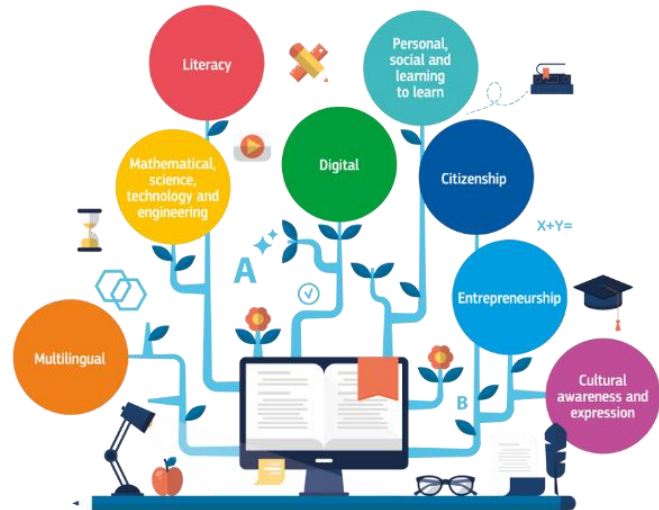 Literacy
Personal,
social and
learning
to learn
Mathematical,
science,
technology and
engineering
Digital
Citizenship
X+Y=
A
Entrepreneurship
Multilingual
B
Cultural
awareness and
expression